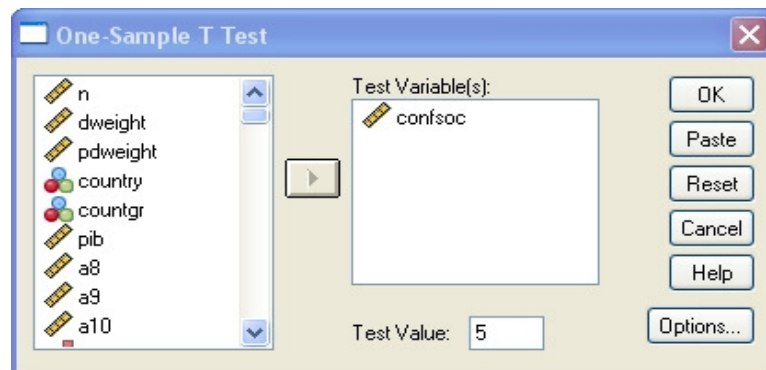 One-Sample T Test
n
dweight
pdweight
country
countgr
pib
a8
a9
a10
Test Variable(s):
confsoc
Test Value: 5
OK
Paste
Reset
Cancel
Help
Options...